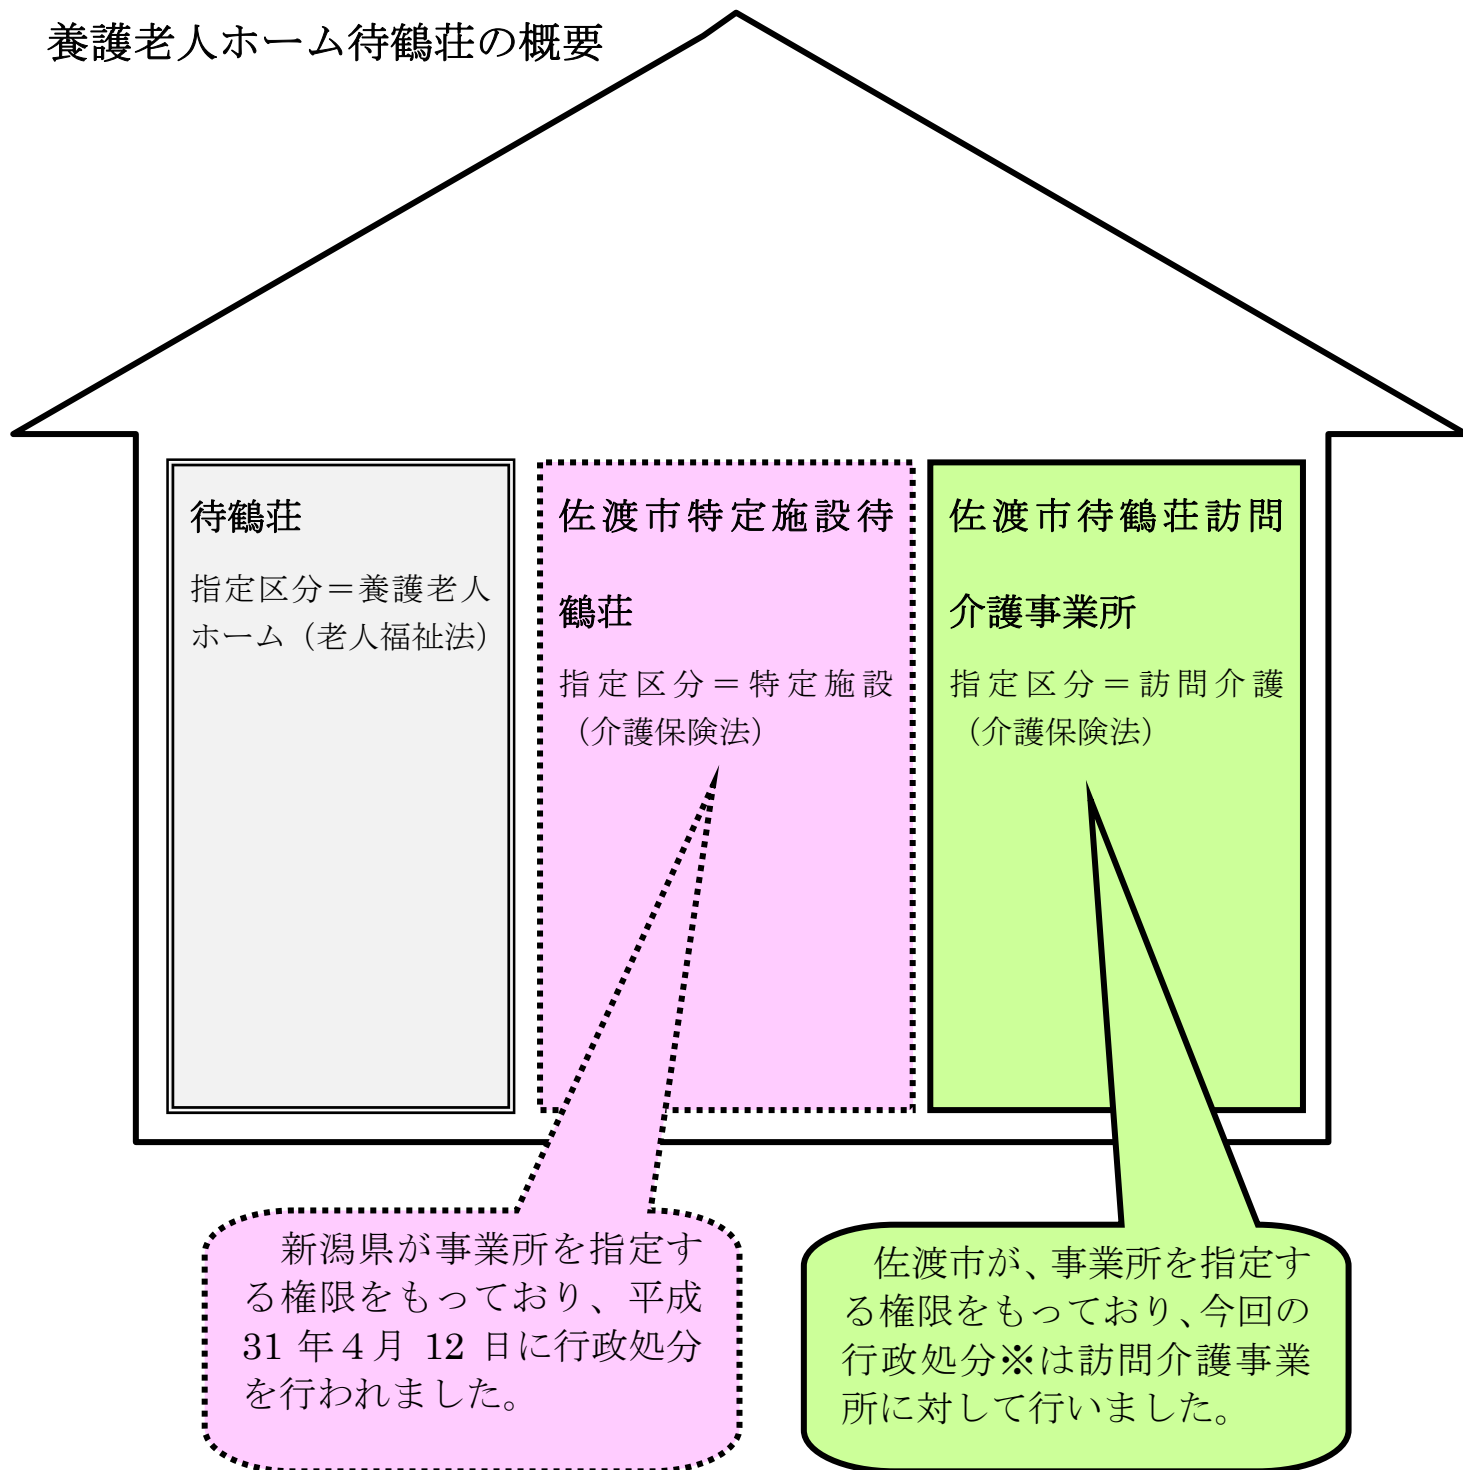 養護老人ホーム待鶴荘の概要
待鶴荘
指定区分＝養護老人
ホーム（老人福祉法）
佐渡市特定施設待
鶴荘
指定区分＝特定施設
（介護保険法）
佐渡市待鶴荘訪問
介護事業所
指定区分＝訪問介護
（介護保険法）
新潟県が事業所を指定す
る権限をもっており、平成
31 年４月 12 日に行政処分
を行われました。
佐渡市が、事業所を指定す
る権限をもっており、今回の
行政処分※は訪問介護事業
所に対して行いました。